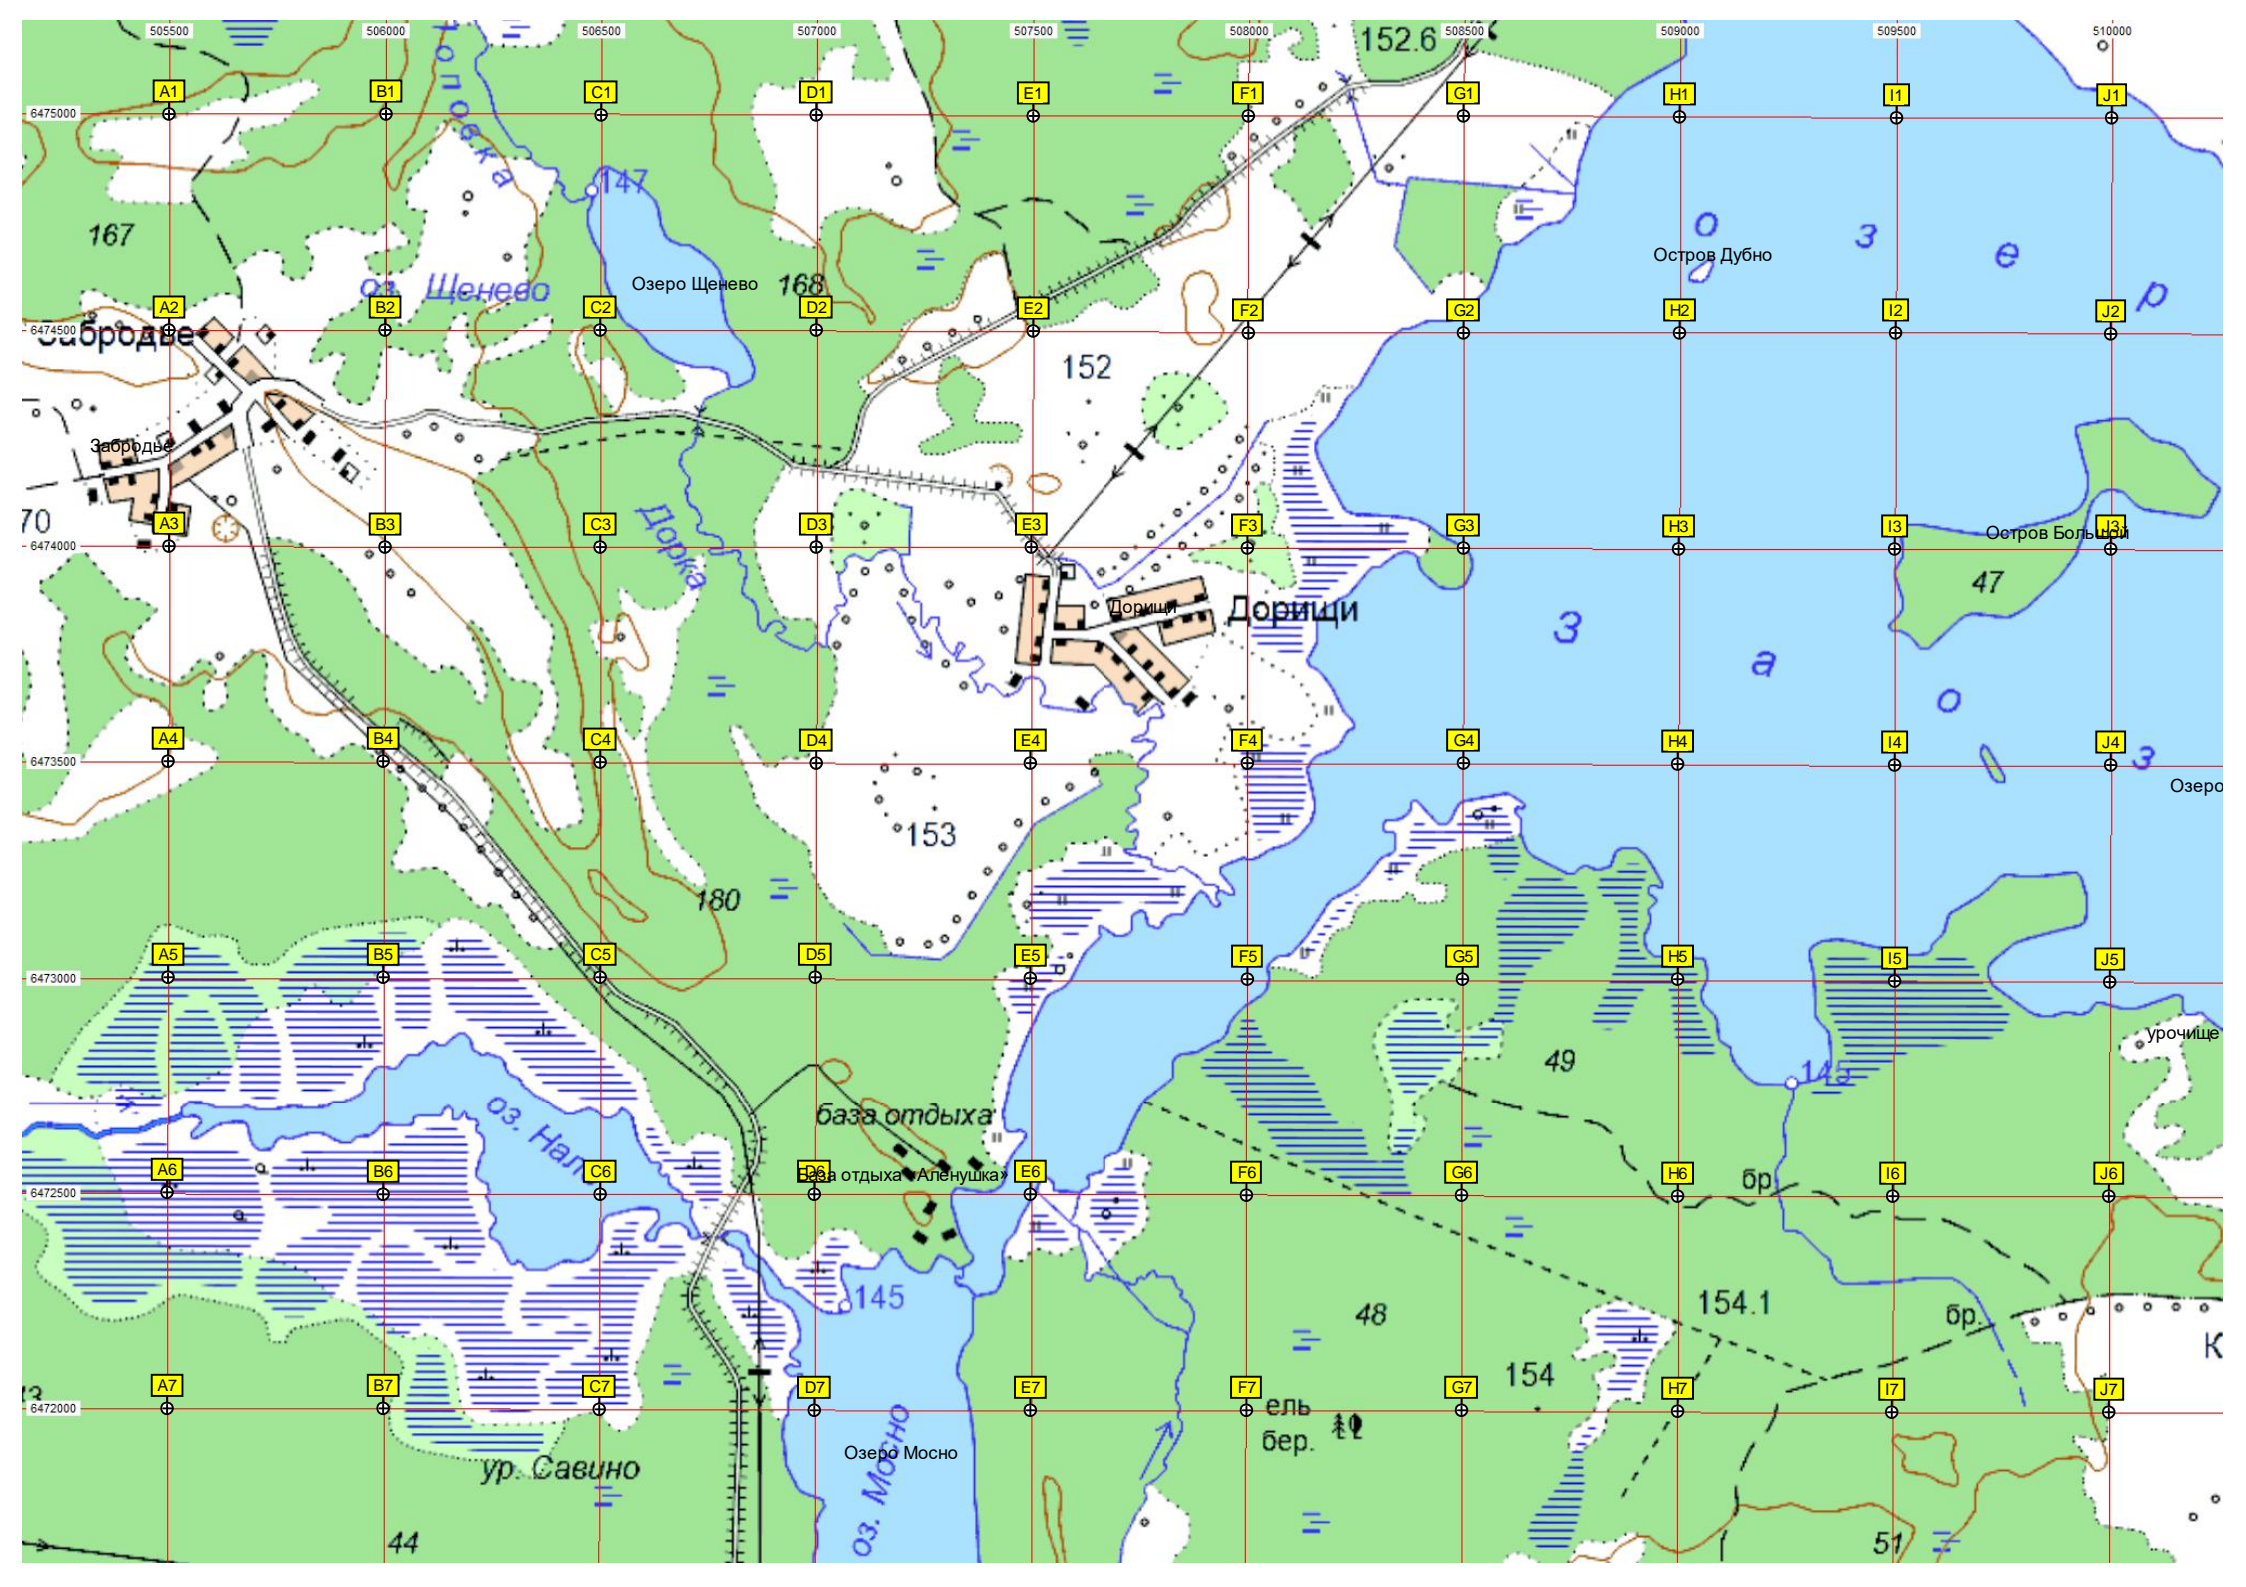 505500 506000 506500 507000 507500 508000 508500 509000 509500 510000
152.6
A1 B1 C1 D1 E1 F1 G1 H1 I1 J1
6475000
147
167
о з е р
Остров Дубно
оз. Щенево
Озеро Щенево
168
A2 B2 C2 D2 E2 F2 G2 H2 I2 J2
6474500
Забродье
152
Забродье
70
A3 B3 C3 D3 E3 F3 G3 H3 I3 J3
6474000
Дорка
Остров Большой
47
Дорищи
Дорищи
З а о з
A4 B4 C4 D4 E4 F4 G4 H4 I4 J4
6473500
Озеро
153
180
A5 B5 C5 D5 E5 F5 G5 H5 I5 J5
6473000
урочище
49
145
оз. Нал
база отдыха
A6 B6 C6 D6 E6 F6 G6 H6 I6 J6
База отдыха «Алёнушка»
6472500
бр.
145
48
154.1
бр.
К
154
A7 B7 C7 D7 E7 F7 G7 H7 I7 J7
6472000
ель
бер.
оз. Мосно
Озеро Мосно
ур. Савино
44
51